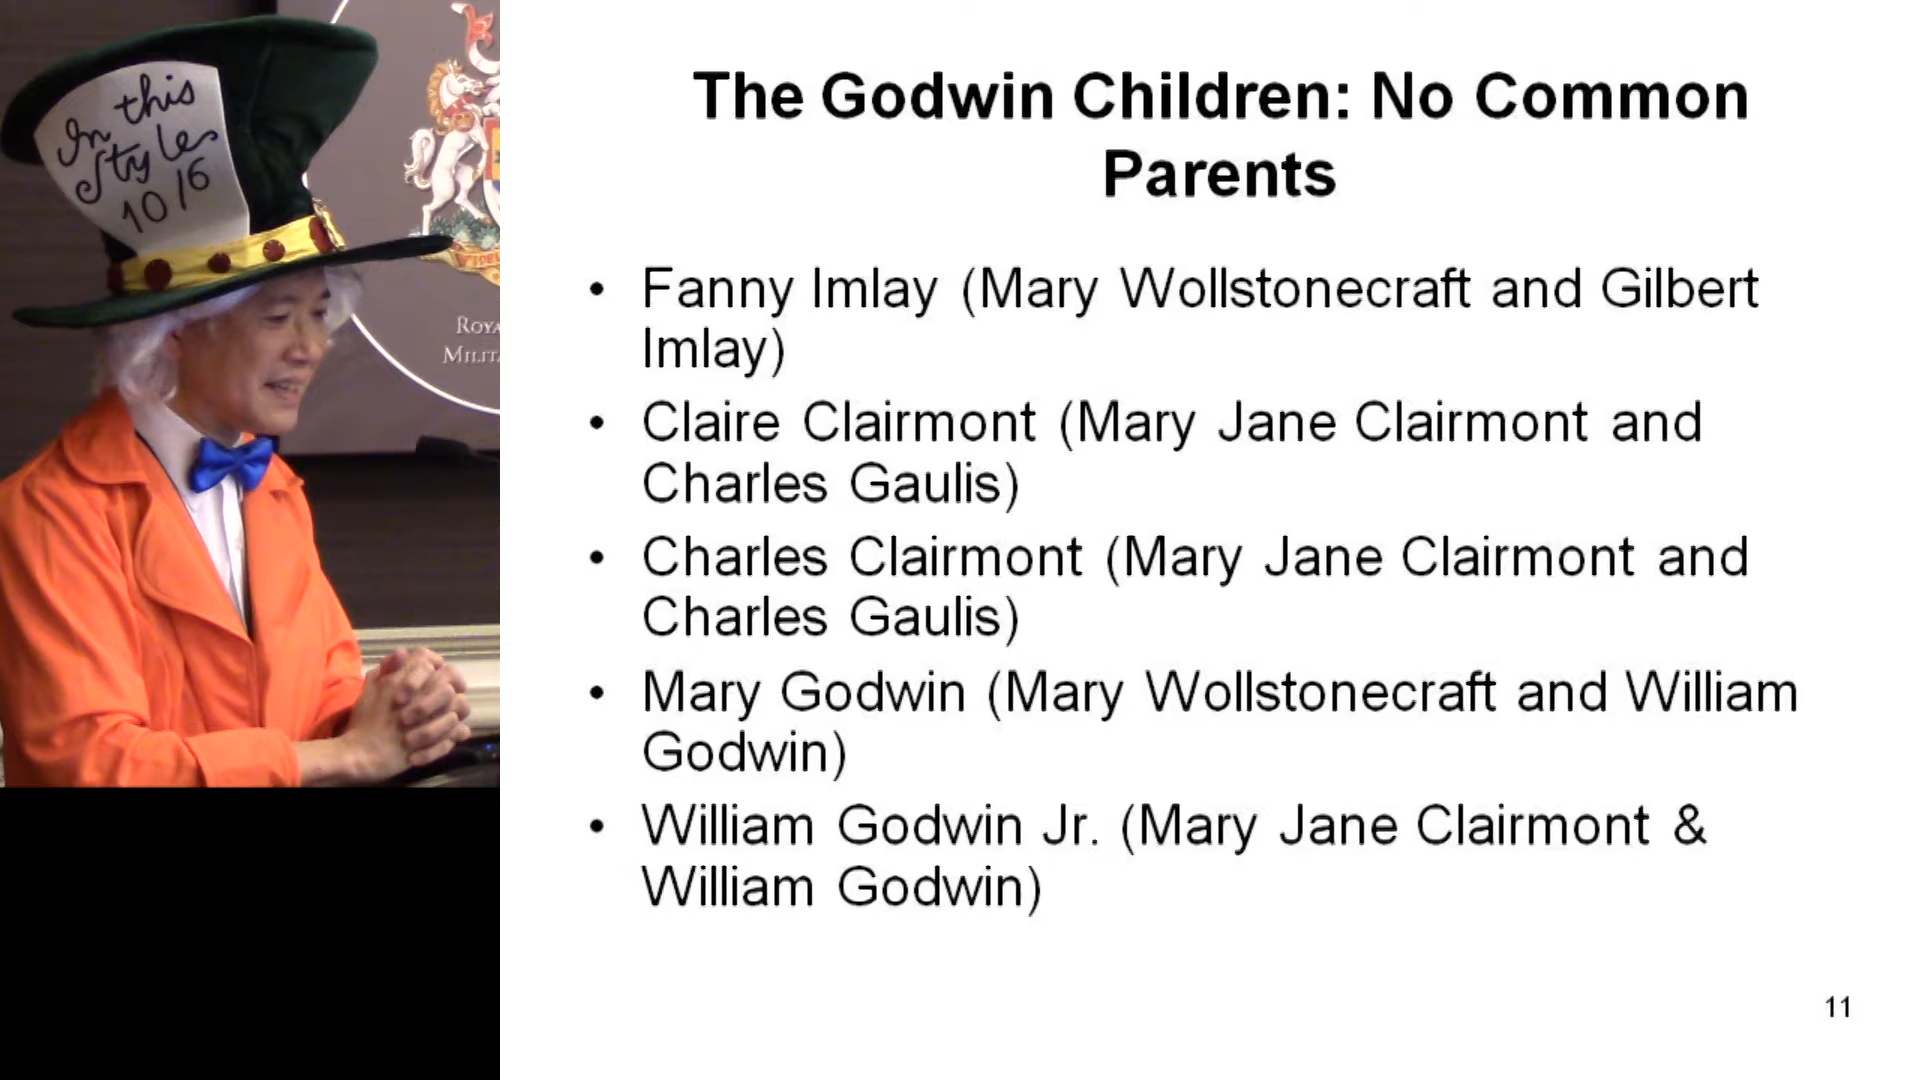 In this
Style
10/6
ROYA
MILIT
The Godwin Children: No Common
Parents
• Fanny Imlay (Mary Wollstonecraft and Gilbert
Imlay)
• Claire Clairmont (Mary Jane Clairmont and
Charles Gaulis)
• Charles Clairmont (Mary Jane Clairmont and
Charles Gaulis)
• Mary Godwin (Mary Wollstonecraft and William
Godwin)
• William Godwin Jr. (Mary Jane Clairmont &
William Godwin)
11